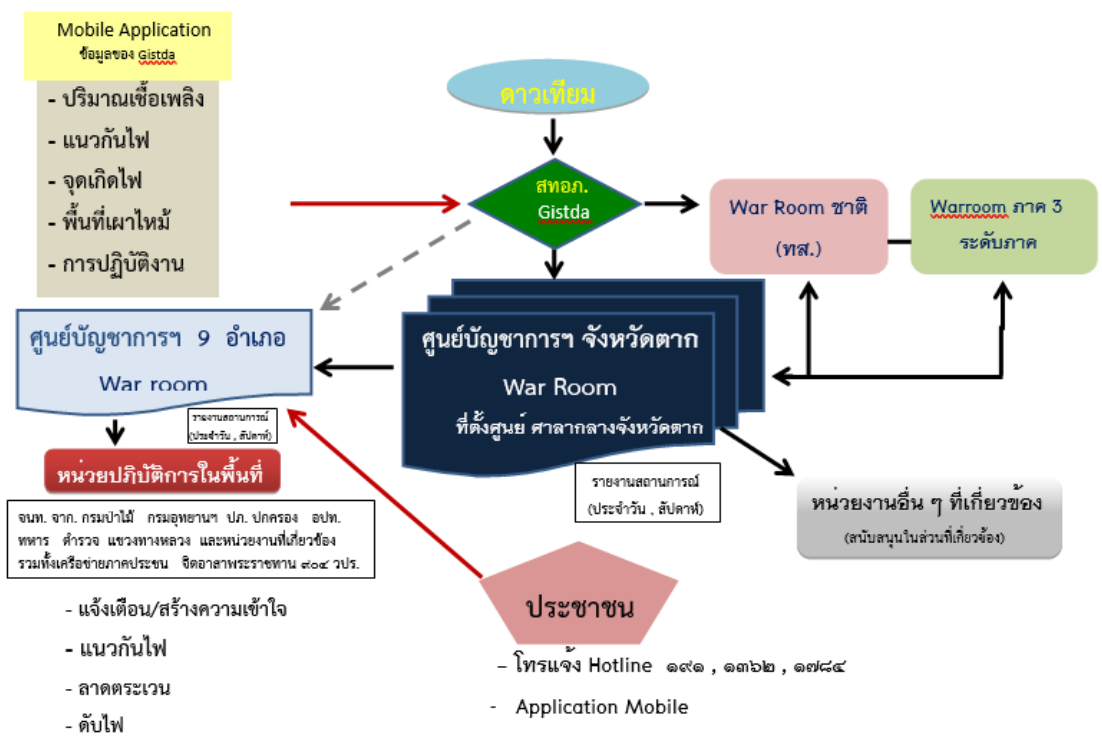 Mobile Application
ข้อมูลของ Gistda
- ปริมาณเชื้อเพลิง
- แนวกันไฟ
- จุดเกิดไฟ
- พื้นที่เผาไหม้
- การปฏิบัติงาน
ดาวเทียม
สทอภ.
Gistda
War Room ชาติ
(ทส.)
Warroom ภาค 3
ระดับภาค
ศูนย์บัญชาการฯ 9 อำเภอ
War room
รายงานสถานการณ์
(ประจำวัน , สัปดาห์)
ศูนย์บัญชาการฯ จังหวัดตาก
War Room
ที่ตั้งศูนย์ ศาลากลางจังหวัดตาก
รายงานสถานการณ์
(ประจำวัน , สัปดาห์)
หน่วยปฏิบัติการในพื้นที่
จนท. จาก. กรมป่าไม้ กรมอุทยานฯ ปภ. ปกครอง อปท.
ทหาร ตำรวจ แขวงทางหลวง และหน่วยงานที่เกี่ยวข้อง
รวมทั้งเครือข่ายภาคประชน จิตอาสาพระราชทาน ๙๐๔ วปร.
- แจ้งเตือน/สร้างความเข้าใจ
- แนวกันไฟ
- ลาดตระเวน
- ดับไฟ
หน่วยงานอื่น ๆ ที่เกี่ยวข้อง
(สนับสนุนในส่วนที่เกี่ยวข้อง)
ประชาชน
– โทรแจ้ง Hotline ๑๙๑ , ๑๓๖๒ , ๑๗๘๔
- Application Mobile